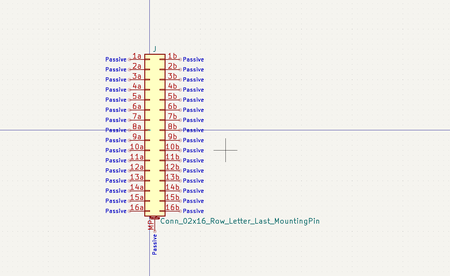 J
Passive 1a 1b Passive
Passive 2a 2b Passive
Passive 3a 3b Passive
Passive 4a 4b Passive
Passive 5a 5b Passive
Passive 6a 6b Passive
Passive 7a 7b Passive
Passive 8a 8b Passive
Passive 9a 9b Passive
Passive 10a 10b Passive
Passive 11a 11b Passive
Passive 12a 12b Passive
Passive 13a 13b Passive
Passive 14a 14b Passive
Passive 15a 15b Passive
Passive 16a 16b Passive
MP
Conn_02x16_Row_Letter_Last_MountingPin
Passive